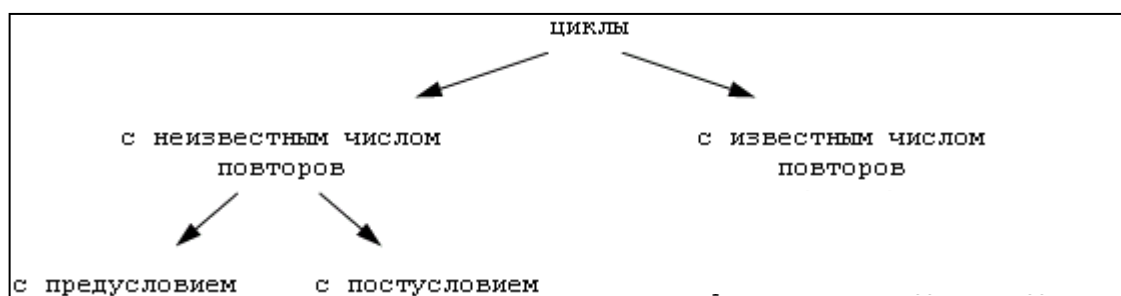 циклы
с неизвестным числом с известным числом
повторов повторов
с предусловием с постусловием